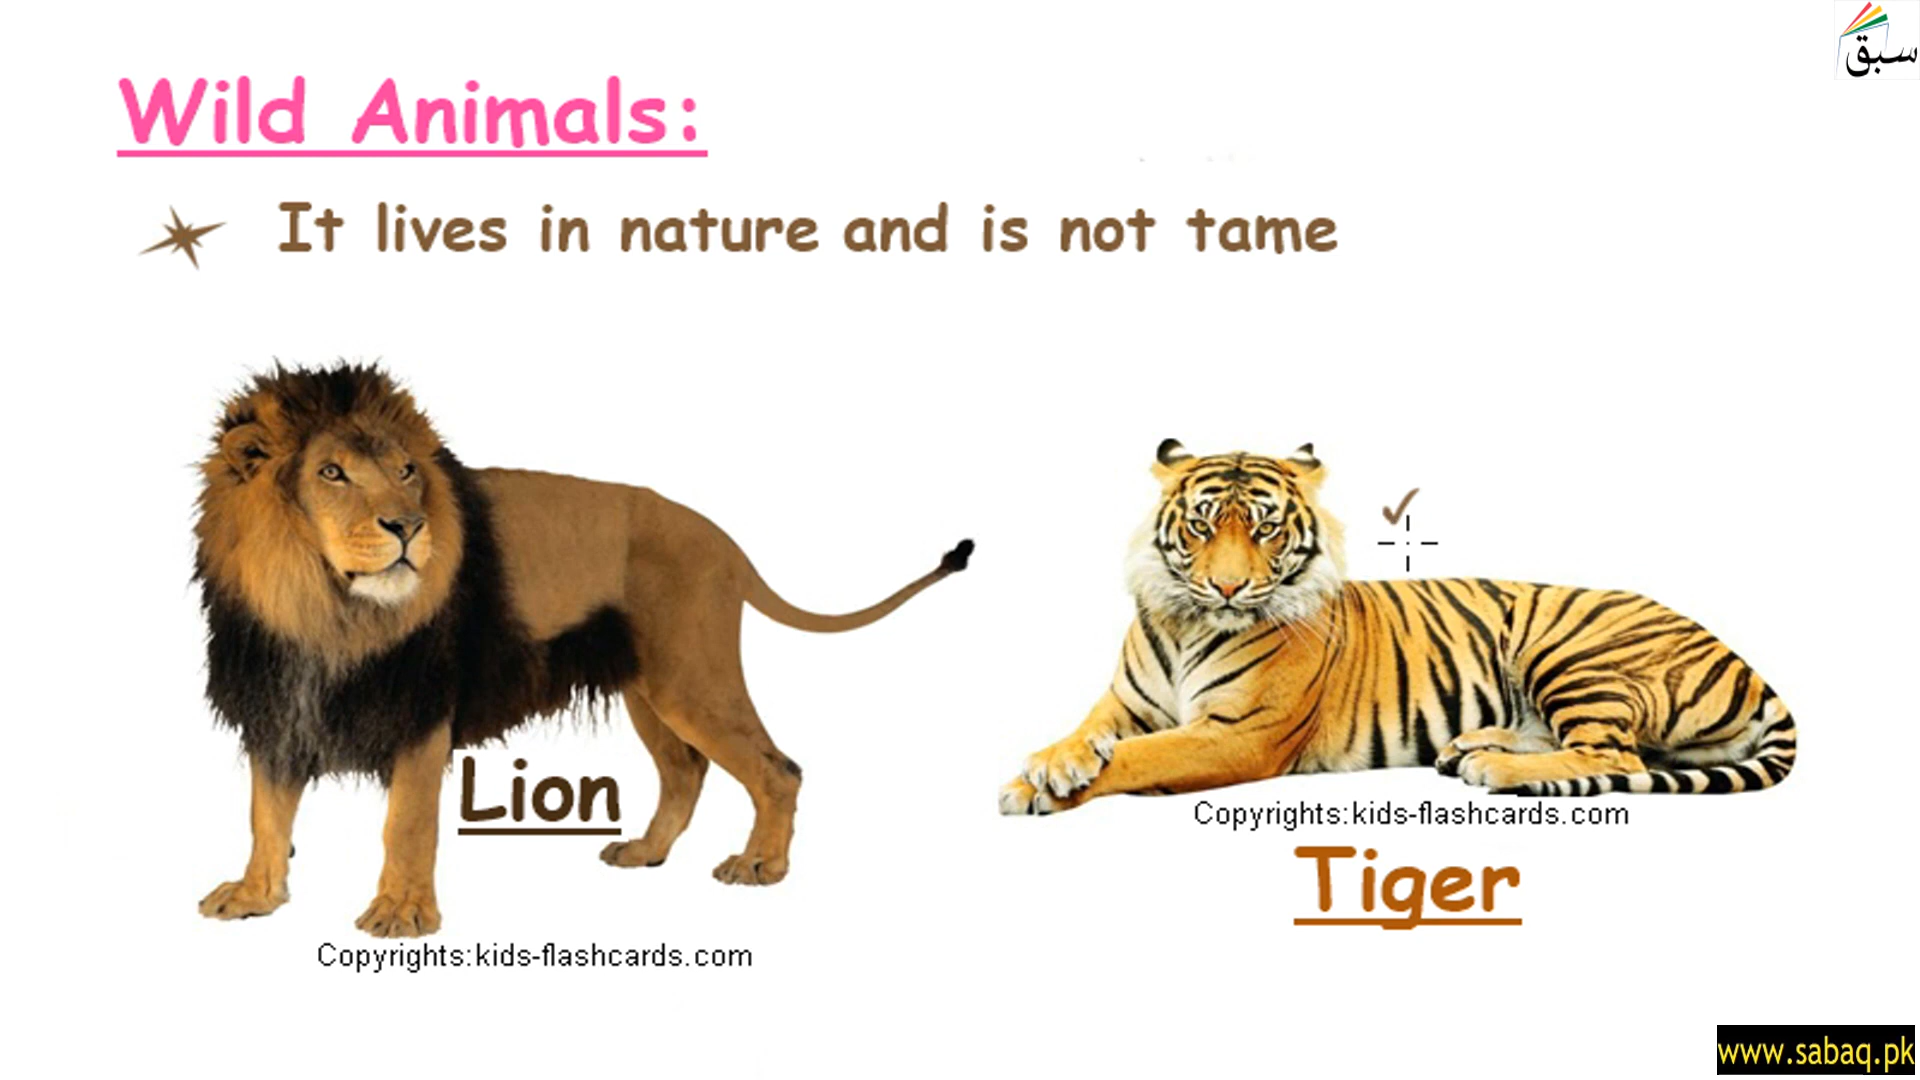 سبق
Wild Animals:
It lives in nature and is not tame
Lion
Copyrights:kids-flashcards.com
Copyrights:kids-flashcards.com
Tiger
www.sabaq.pk